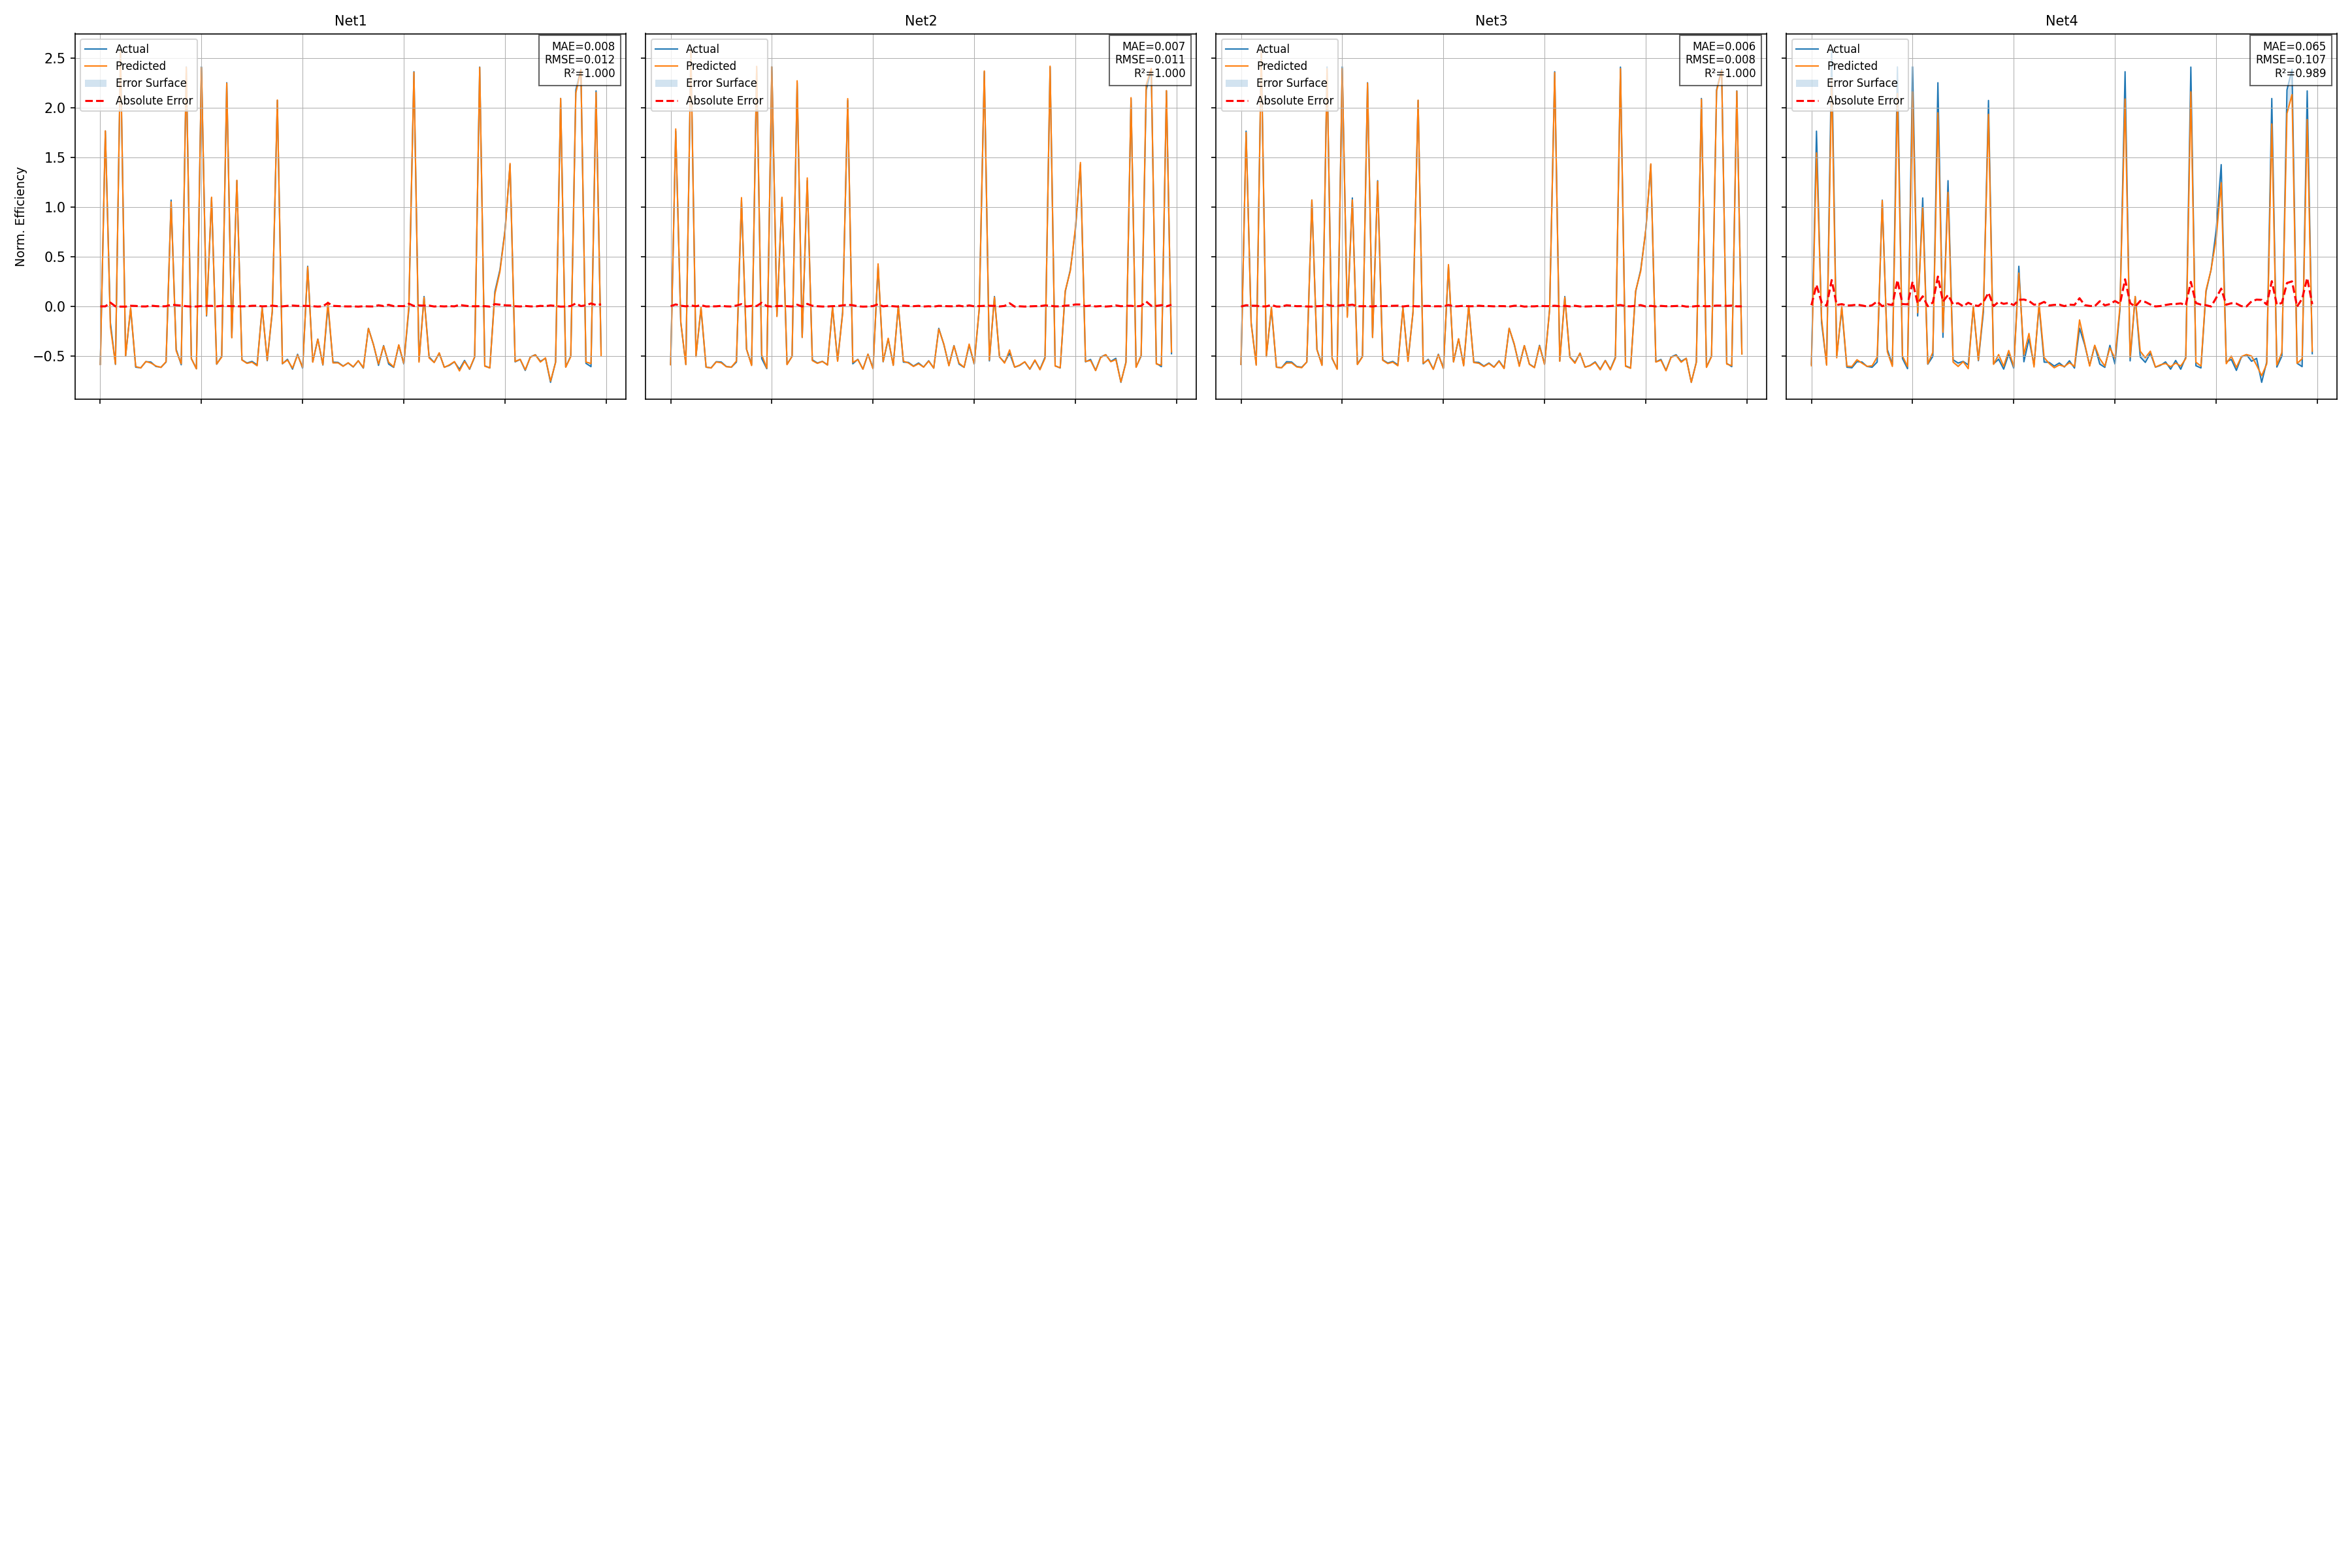 Net1
Net2
Net3
Net4
Norm. Efficiency
2.5
2.0
1.5
1.0
0.5
0.0
−0.5
Actual
Predicted
Error Surface
Absolute Error
MAE=0.008
RMSE=0.012
R²=1.000
Actual
Predicted
Error Surface
Absolute Error
MAE=0.007
RMSE=0.011
R²=1.000
Actual
Predicted
Error Surface
Absolute Error
MAE=0.006
RMSE=0.008
R²=1.000
Actual
Predicted
Error Surface
Absolute Error
MAE=0.065
RMSE=0.107
R²=0.989